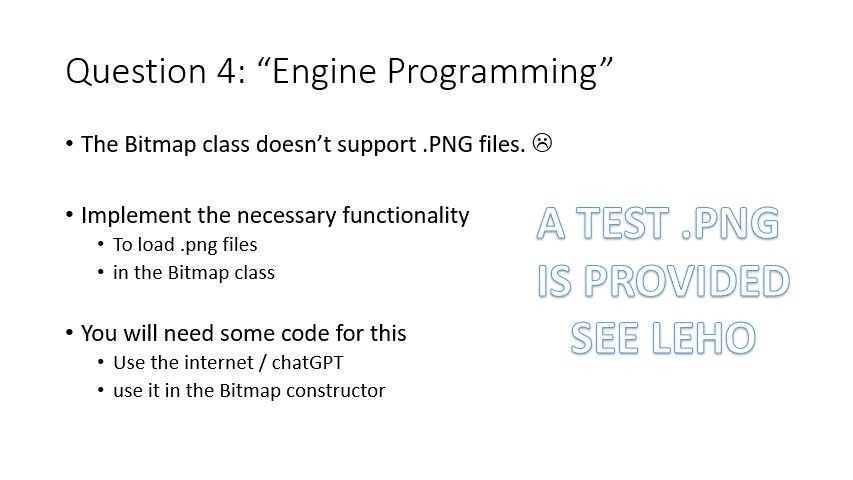 Question 4: “Engine Programming”
• The Bitmap class doesn’t support .PNG files. ☹
• Implement the necessary functionality
• To load .png files
• in the Bitmap class
• You will need some code for this
• Use the internet / chatGPT
• use it in the Bitmap constructor
A TEST .PNG
IS PROVIDED
SEE LEHO